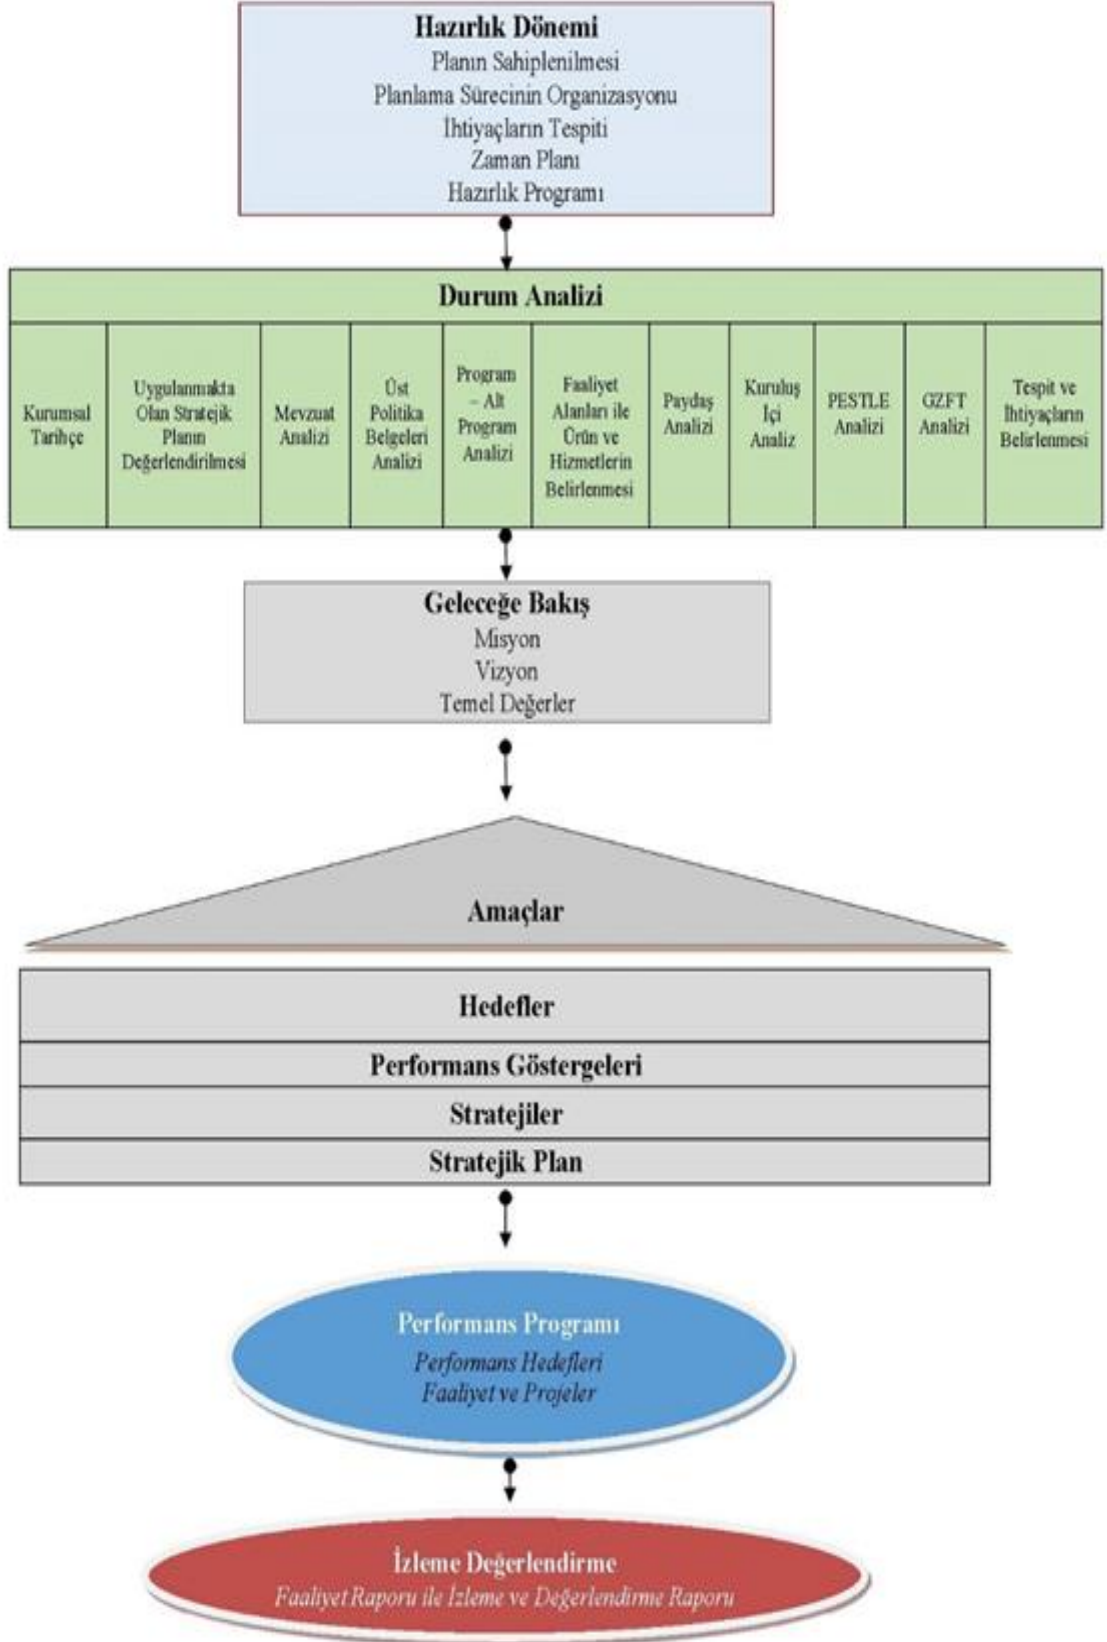 Hazırlık Dönemi
Planın Sahiplenilmesi
Planlama Sürecinin Organizasyonu
İhtiyaçların Tespiti
Zaman Planı
Hazırlık Programı
Durum Analizi
Kurumsal
Tarihçe
Uygulanmakta
Olan Stratejik
Planın
Değerlendirilmesi
Mevzuat
Analizi
Üst
Politika
Belgeleri
Analizi
Program
– Alt
Program
Analizi
Faaliyet
Alanları ile
Ürün ve
Hizmetlerin
Belirlenmesi
Paydaş
Analizi
Kuruluş
İçi
Analiz
PESTLE
Analizi
GZFT
Analizi
Tespit ve
İhtiyaçların
Belirlenmesi
Geleceğe Bakış
Misyon
Vizyon
Temel Değerler
Amaçlar
Hedefler
Performans Göstergeleri
Stratejiler
Stratejik Plan
Performans Programı
Performans Hedefleri
Faaliyet ve Projeler
İzleme Değerlendirme
Faaliyet Raporu ile İzleme ve Değerlendirme Raporu